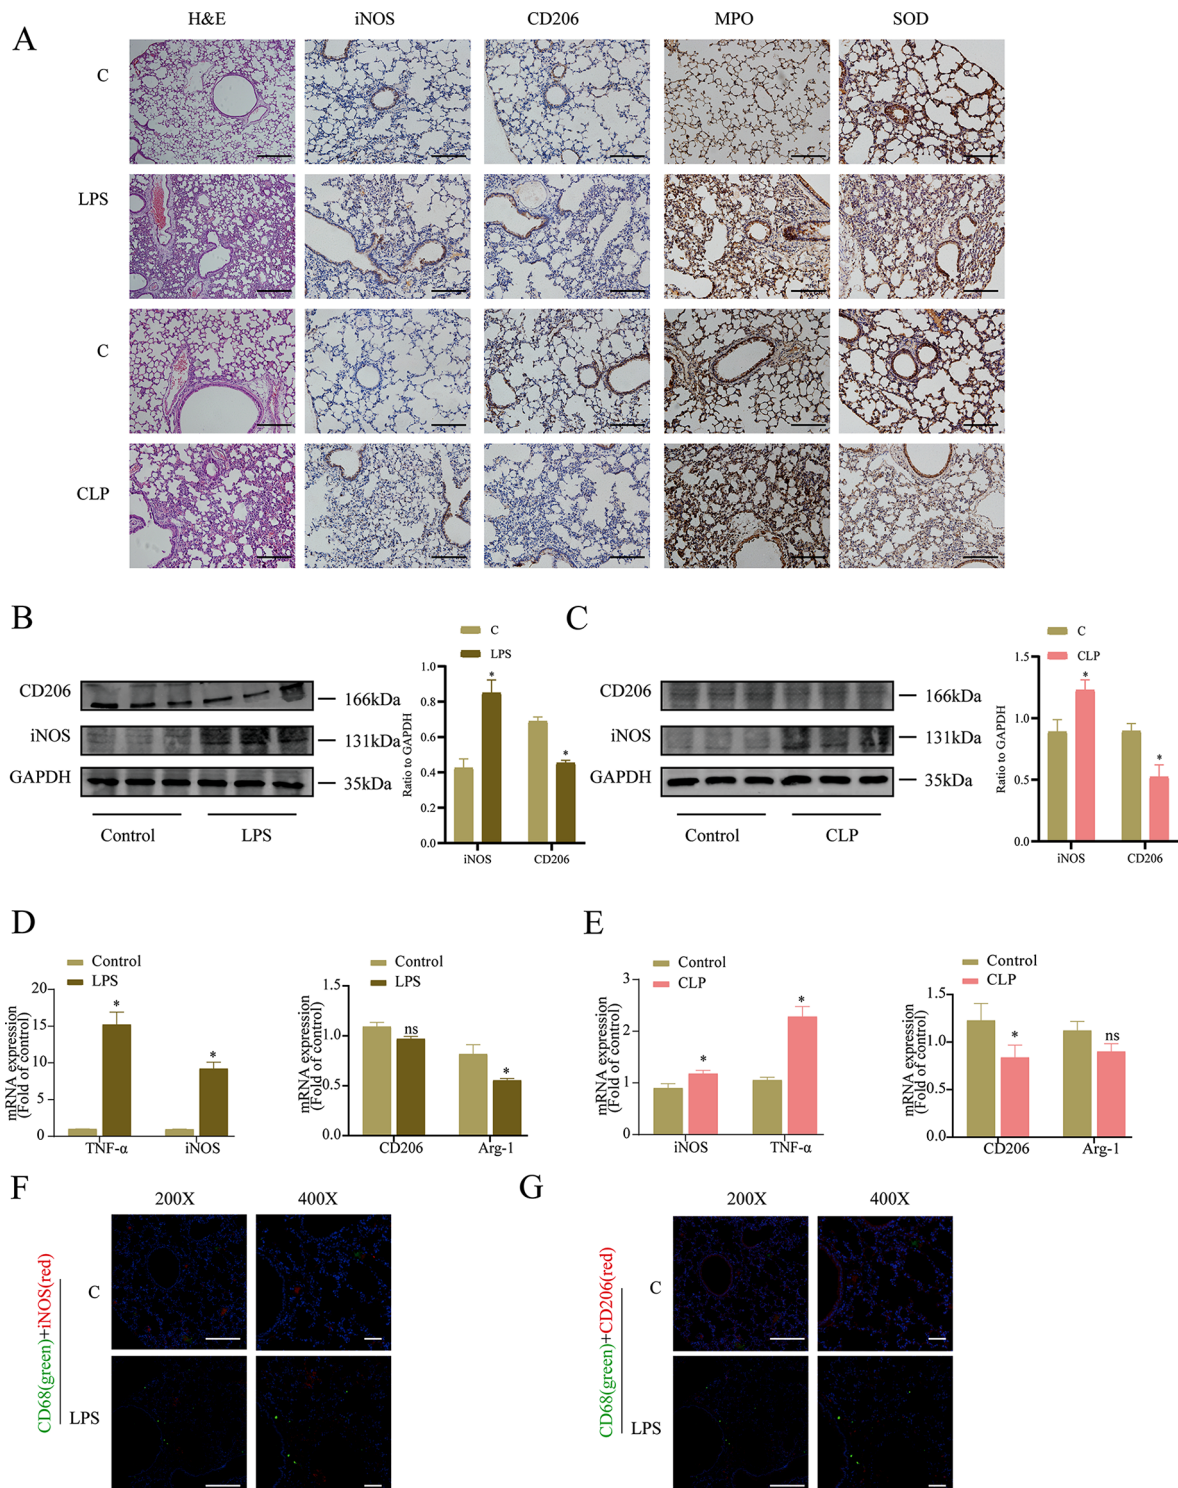 A
H&E iNOS CD206 MPO SOD
C
LPS
C
CLP
B
C
LPS
CD206
166kDa
iNOS
131kDa
GAPDH
35kDa
Control LPS
Ratio to GAPDH
1.0
0.8
0.6
0.4
0.2
0.0
* *
iNOS CD206
C
C
CLP
CD206
166kDa
iNOS
131kDa
GAPDH
35kDa
Control CLP
Ratio to GAPDH
1.5
1.0
0.5
0.0
* *
iNOS CD206
D
Control
LPS
mRNA expression
(Fold of control)
20
15
10
5
0
* *
TNF-α iNOS
Control
LPS
mRNA expression
(Fold of control)
1.5
1.0
0.5
0.0
ns *
CD206 Arg-1
E
Control
CLP
mRNA expression
(Fold of control)
3
2
1
0
* *
iNOS TNF-α
Control
CLP
mRNA expression
(Fold of control)
1.5
1.0
0.5
0.0
* ns
CD206 Arg-1
F
200X 400X
CD68(green)+iNOS(red)
C
LPS
G
200X 400X
CD68(green)+CD206(red)
C
LPS